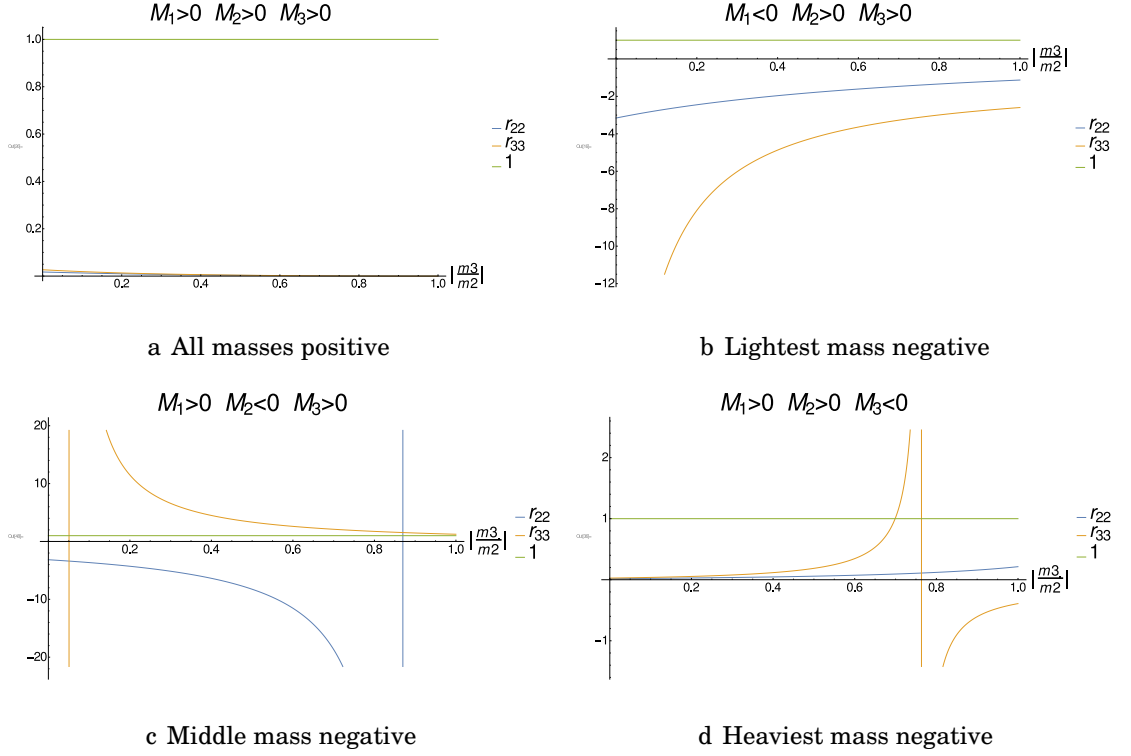 M₁>0 M₂>0 M₃>0
1.0
0.8
0.6
0.4
0.2
0.2 0.4 0.6 0.8 1.0
|m3/m2|
r₂₂
r₃₃
1
a All masses positive
M₁<0 M₂>0 M₃>0
0.2 0.4 0.6 0.8 1.0
|m3/m2|
−2
−4
−6
−8
−10
−12
r₂₂
r₃₃
1
b Lightest mass negative
M₁>0 M₂<0 M₃>0
20
10
0.2 0.4 0.6 0.8 1.0
|m3/m2|
−10
−20
r₂₂
r₃₃
1
c Middle mass negative
M₁>0 M₂>0 M₃<0
2
1
0.2 0.4 0.6 0.8 1.0
|m3/m2|
−1
r₂₂
r₃₃
1
d Heaviest mass negative